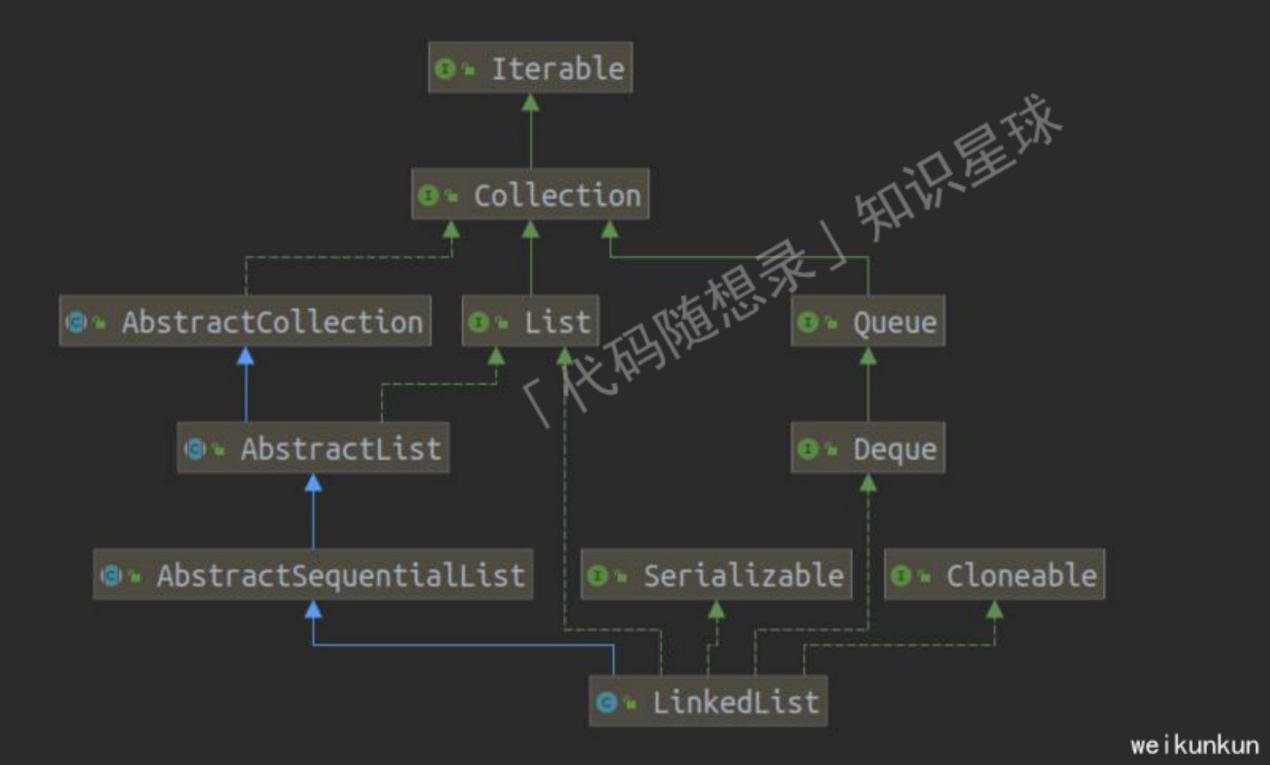 Iterable
Collection
AbstractCollection
List
Queue
AbstractList
Deque
AbstractSequentialList
Serializable
Cloneable
LinkedList
「代码随想录」知识星球
weikunkun